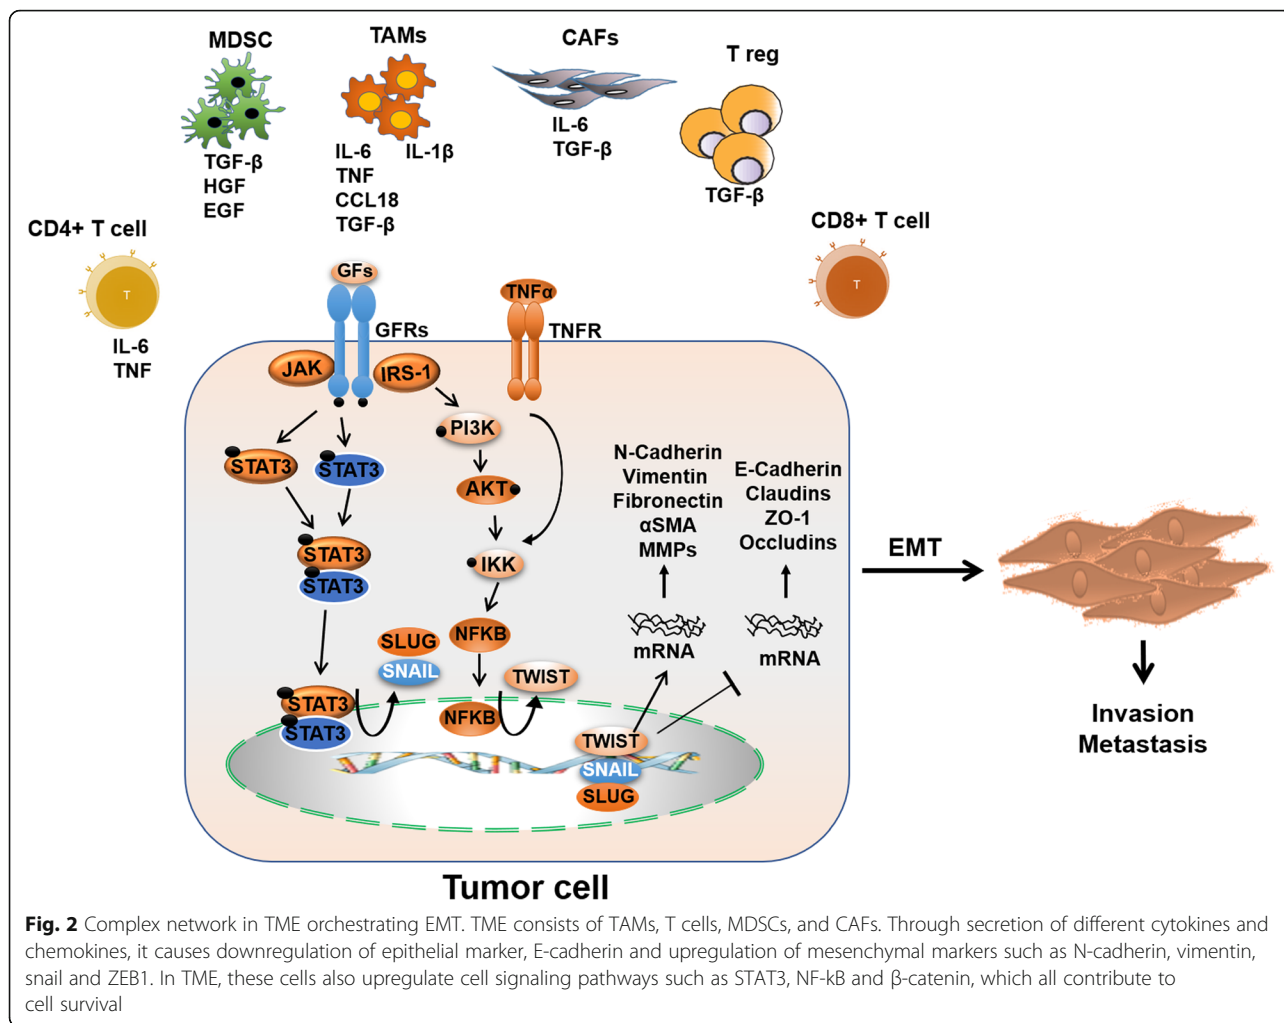 MDSC
TAMs
CAFs
T reg
TGF-β
HGF
EGF
IL-6 IL-1β
TNF
CCL18
TGF-β
IL-6
TGF-β
TGF-β
CD4+ T cell
T
IL-6
TNF
CD8+ T cell
T
GFs
GFRs
TNFα
TNFR
JAK
IRS-1
PI3K
STAT3
STAT3
AKT
STAT3
STAT3
IKK
NFKB
SLUG
SNAIL
TWIST
STAT3
STAT3
NFKB
N-Cadherin
Vimentin
Fibronectin
αSMA
MMPs
mRNA
E-Cadherin
Claudins
ZO-1
Occludins
mRNA
TWIST
SNAIL
SLUG
EMT
Invasion
Metastasis
Tumor cell
Fig. 2 Complex network in TME orchestrating EMT. TME consists of TAMs, T cells, MDSCs, and CAFs. Through secretion of different cytokines and
chemokines, it causes downregulation of epithelial marker, E-cadherin and upregulation of mesenchymal markers such as N-cadherin, vimentin,
snail and ZEB1. In TME, these cells also upregulate cell signaling pathways such as STAT3, NF-kB and β-catenin, which all contribute to
cell survival